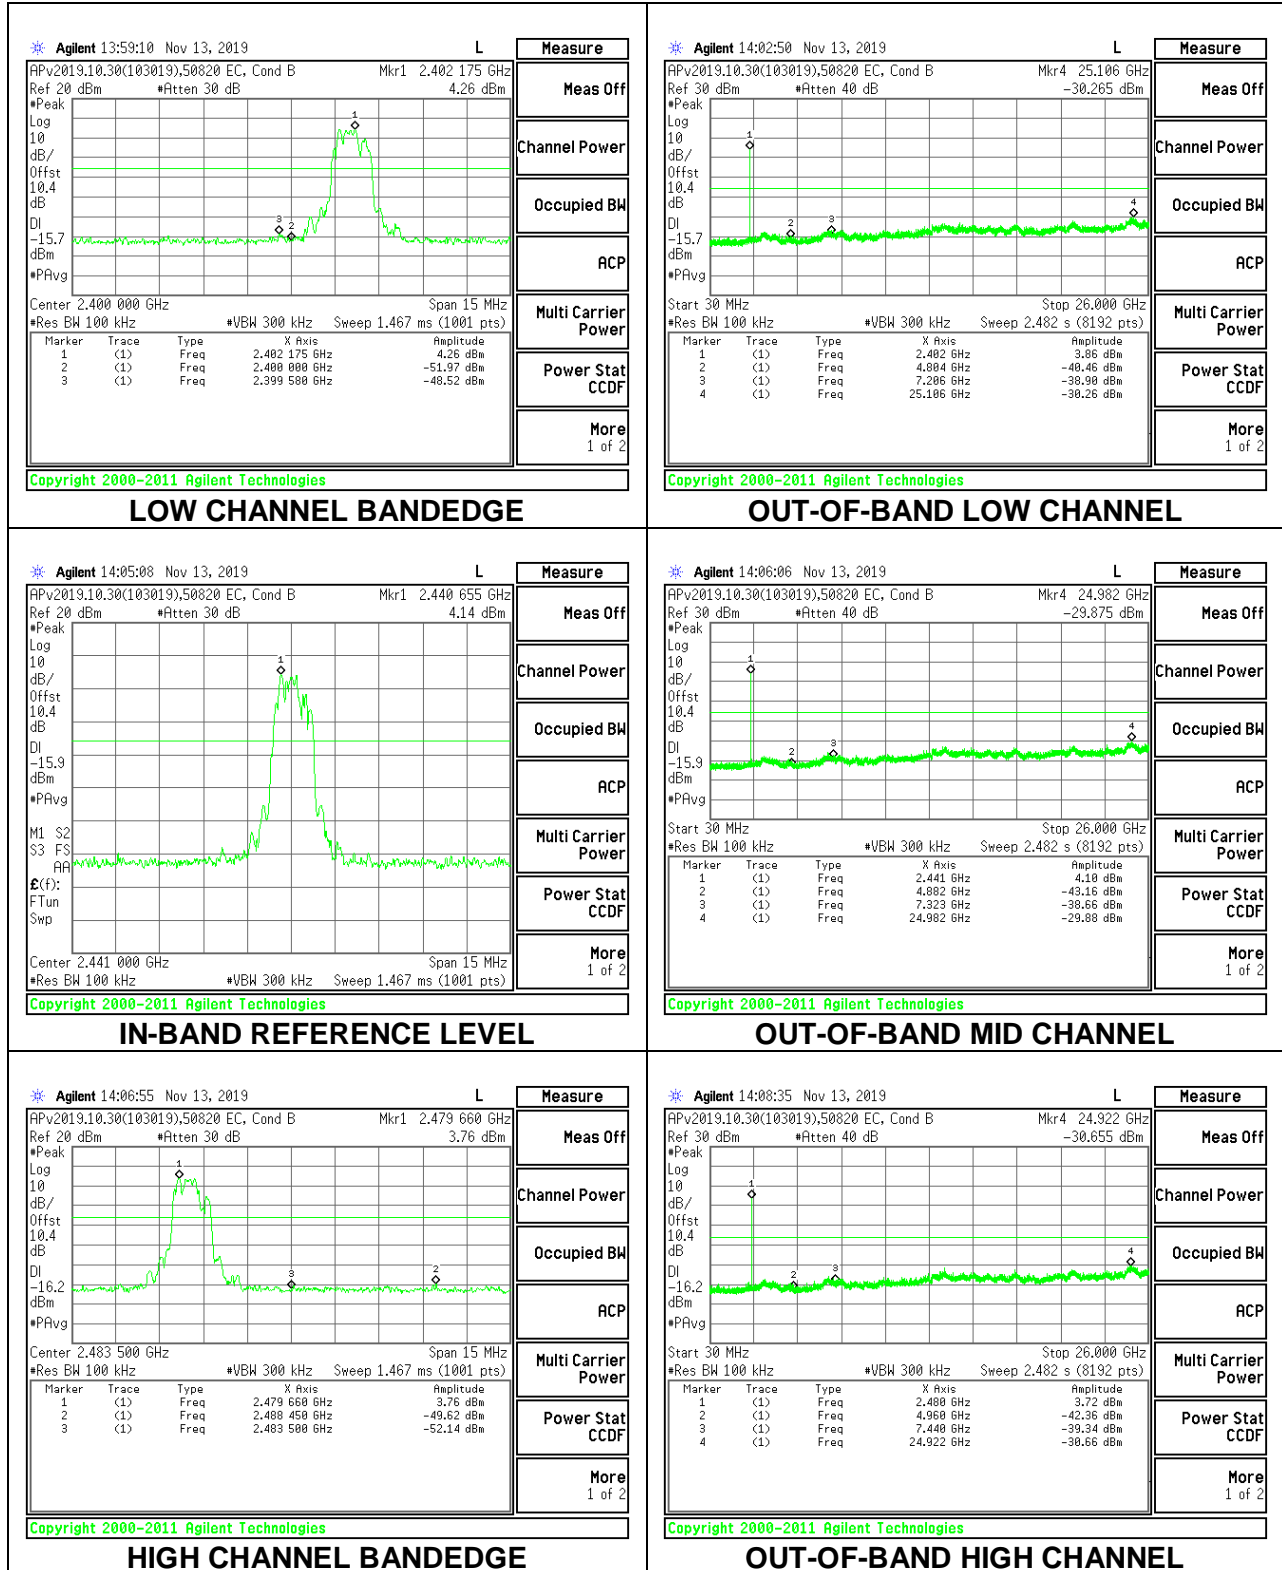 Agilent 13:59:10 Nov 13, 2019 L
APv2019.10.30(103019),50820 EC, Cond B Mkr1 2.402 175 GHz
Ref 20 dBm #Atten 30 dB 4.26 dBm
#Peak
Log
10
dB/
Offst
10.4
dB
DI
-15.7
dBm
#PAvg
1
3
2
Center 2.400 000 GHz Span 15 MHz
#Res BW 100 kHz #VBW 300 kHz Sweep 1.467 ms (1001 pts)
Marker Trace Type X Axis Amplitude
1 (1) Freq 2.402 175 GHz 4.26 dBm
2 (1) Freq 2.400 000 GHz -51.97 dBm
3 (1) Freq 2.399 580 GHz -48.52 dBm
Measure
Meas Off
Channel Power
Occupied BW
ACP
Multi Carrier
Power
Power Stat
CCDF
More
1 of 2
Copyright 2000-2011 Agilent Technologies
LOW CHANNEL BANDEDGE
Agilent 14:02:50 Nov 13, 2019 L
APv2019.10.30(103019),50820 EC, Cond B Mkr4 25.106 GHz
Ref 30 dBm #Atten 40 dB -30.265 dBm
#Peak
Log
10
dB/
Offst
10.4
dB
DI
-15.7
dBm
#PAvg
1
2
3
4
Start 30 MHz Stop 26.000 GHz
#Res BW 100 kHz #VBW 300 kHz Sweep 2.482 s (8192 pts)
Marker Trace Type X Axis Amplitude
1 (1) Freq 2.402 GHz 3.86 dBm
2 (1) Freq 4.804 GHz -40.46 dBm
3 (1) Freq 7.206 GHz -38.90 dBm
4 (1) Freq 25.106 GHz -30.26 dBm
Measure
Meas Off
Channel Power
Occupied BW
ACP
Multi Carrier
Power
Power Stat
CCDF
More
1 of 2
Copyright 2000-2011 Agilent Technologies
OUT-OF-BAND LOW CHANNEL
Agilent 14:05:08 Nov 13, 2019 L
APv2019.10.30(103019),50820 EC, Cond B Mkr1 2.440 655 GHz
Ref 20 dBm #Atten 30 dB 4.14 dBm
#Peak
Log
10
dB/
Offst
10.4
dB
DI
-15.9
dBm
#PAvg
M1 S2
S3 FS
AA
£(f):
FTun
Swp
1
Center 2.441 000 GHz Span 15 MHz
#Res BW 100 kHz #VBW 300 kHz Sweep 1.467 ms (1001 pts)
Measure
Meas Off
Channel Power
Occupied BW
ACP
Multi Carrier
Power
Power Stat
CCDF
More
1 of 2
Copyright 2000-2011 Agilent Technologies
IN-BAND REFERENCE LEVEL
Agilent 14:06:06 Nov 13, 2019 L
APv2019.10.30(103019),50820 EC, Cond B Mkr4 24.982 GHz
Ref 30 dBm #Atten 40 dB -29.875 dBm
#Peak
Log
10
dB/
Offst
10.4
dB
DI
-15.9
dBm
#PAvg
1
2
3
4
Start 30 MHz Stop 26.000 GHz
#Res BW 100 kHz #VBW 300 kHz Sweep 2.482 s (8192 pts)
Marker Trace Type X Axis Amplitude
1 (1) Freq 2.441 GHz 4.10 dBm
2 (1) Freq 4.882 GHz -43.16 dBm
3 (1) Freq 7.323 GHz -38.66 dBm
4 (1) Freq 24.982 GHz -29.88 dBm
Measure
Meas Off
Channel Power
Occupied BW
ACP
Multi Carrier
Power
Power Stat
CCDF
More
1 of 2
Copyright 2000-2011 Agilent Technologies
OUT-OF-BAND MID CHANNEL
Agilent 14:06:55 Nov 13, 2019 L
APv2019.10.30(103019),50820 EC, Cond B Mkr1 2.479 660 GHz
Ref 20 dBm #Atten 30 dB 3.76 dBm
#Peak
Log
10
dB/
Offst
10.4
dB
DI
-16.2
dBm
#PAvg
1
3
2
Center 2.483 500 GHz Span 15 MHz
#Res BW 100 kHz #VBW 300 kHz Sweep 1.467 ms (1001 pts)
Marker Trace Type X Axis Amplitude
1 (1) Freq 2.479 660 GHz 3.76 dBm
2 (1) Freq 2.488 450 GHz -49.62 dBm
3 (1) Freq 2.483 500 GHz -52.14 dBm
Measure
Meas Off
Channel Power
Occupied BW
ACP
Multi Carrier
Power
Power Stat
CCDF
More
1 of 2
Copyright 2000-2011 Agilent Technologies
HIGH CHANNEL BANDEDGE
Agilent 14:08:35 Nov 13, 2019 L
APv2019.10.30(103019),50820 EC, Cond B Mkr4 24.922 GHz
Ref 30 dBm #Atten 40 dB -30.655 dBm
#Peak
Log
10
dB/
Offst
10.4
dB
DI
-16.2
dBm
#PAvg
1
2
3
4
Start 30 MHz Stop 26.000 GHz
#Res BW 100 kHz #VBW 300 kHz Sweep 2.482 s (8192 pts)
Marker Trace Type X Axis Amplitude
1 (1) Freq 2.480 GHz 3.72 dBm
2 (1) Freq 4.960 GHz -42.36 dBm
3 (1) Freq 7.440 GHz -39.34 dBm
4 (1) Freq 24.922 GHz -30.66 dBm
Measure
Meas Off
Channel Power
Occupied BW
ACP
Multi Carrier
Power
Power Stat
CCDF
More
1 of 2
Copyright 2000-2011 Agilent Technologies
OUT-OF-BAND HIGH CHANNEL